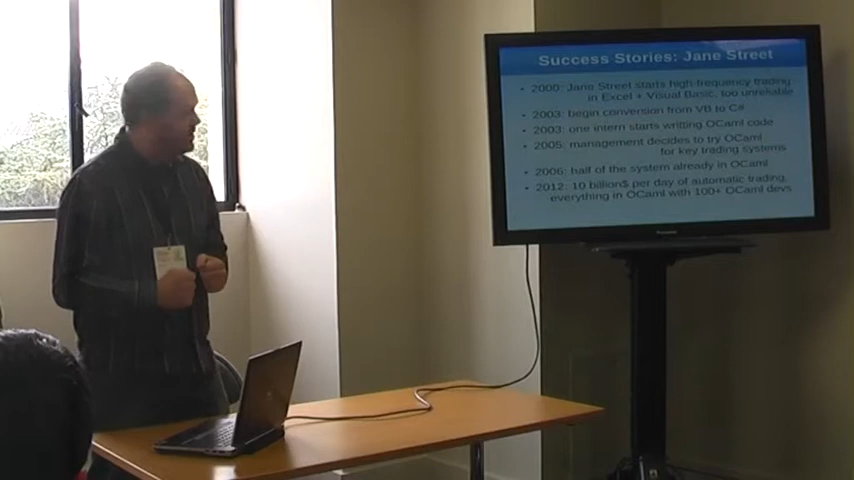 Success Stories: Jane Street
• 2000: Jane Street starts high-frequency trading
in Excel + Visual Basic, too unreliable
• 2003: begin conversion from VB to C#
• 2003: one intern starts writting OCaml code
• 2005: management decides to try OCaml
for key trading systems
• 2006: half of the system already in OCaml
• 2012: 10 billion$ per day of automatic trading,
everything in OCaml with 100+ OCaml devs
Panasonic